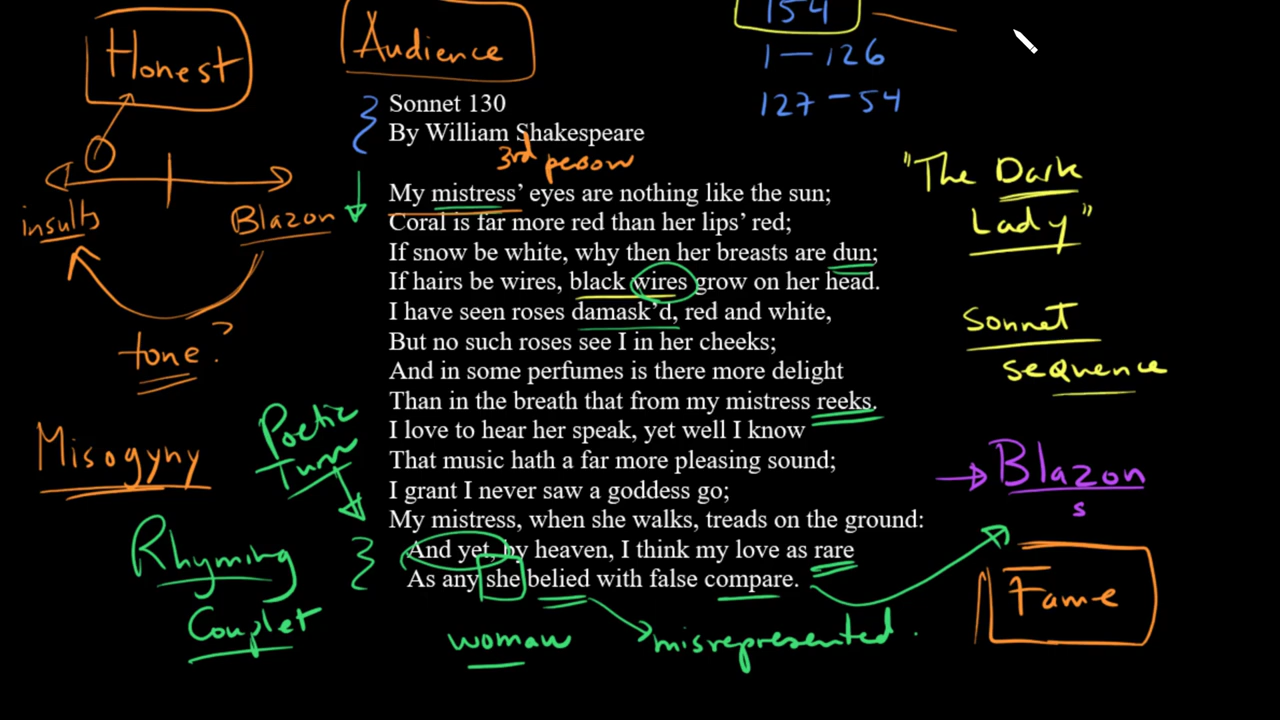 Honest
Audience
154
1 – 126
127 – 54
Sonnet 130
By William Shakespeare
3rd person
insults
Blazon
tone?
"The Dark
Lady"
My mistress’ eyes are nothing like the sun;
Coral is far more red than her lips’ red;
If snow be white, why then her breasts are dun;
If hairs be wires, black wires grow on her head.
I have seen roses damask’d, red and white,
But no such roses see I in her cheeks;
And in some perfumes is there more delight
Than in the breath that from my mistress reeks.
I love to hear her speak, yet well I know
That music hath a far more pleasing sound;
I grant I never saw a goddess go;
My mistress, when she walks, treads on the ground:
And yet, by heaven, I think my love as rare
As any she belied with false compare.
Sonnet
sequence
Misogyny
Poetic
Turn
Rhyming
Couplet
Blazon
s
Fame
woman
misrepresented.